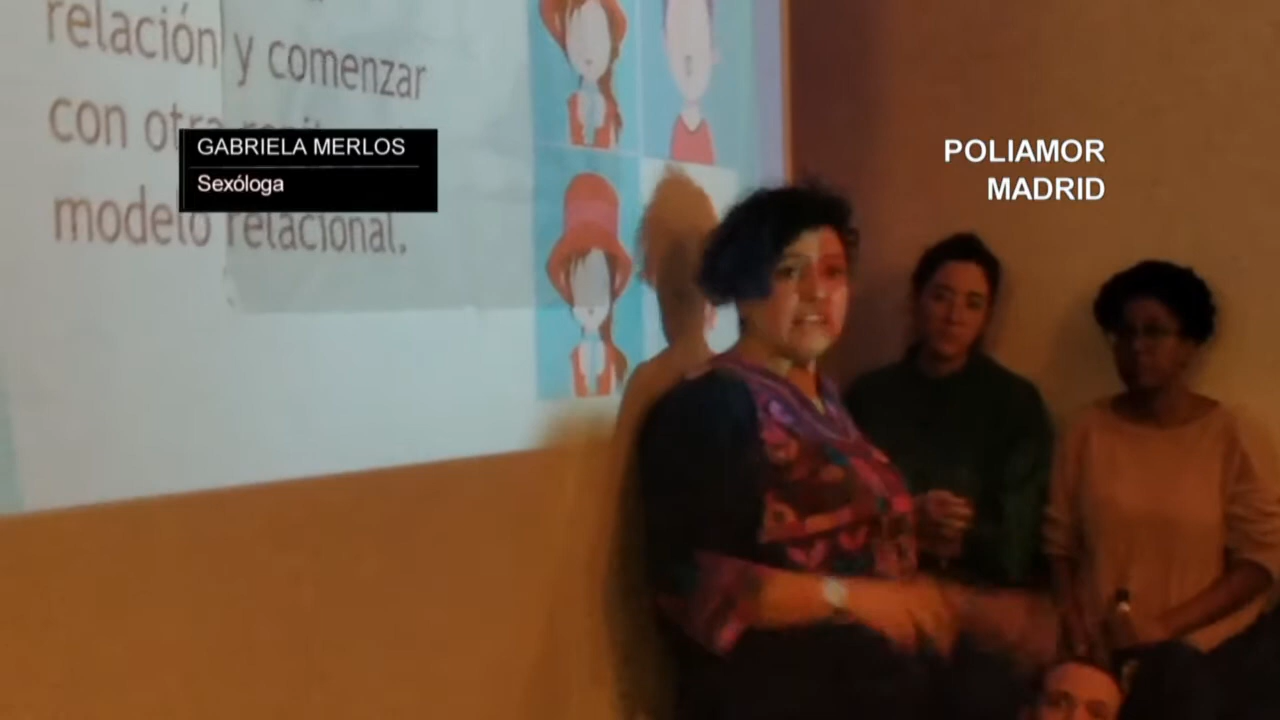 relación y comenzar
con otra
modelo relacional.
GABRIELA MERLOS
Sexóloga
POLIAMOR
MADRID